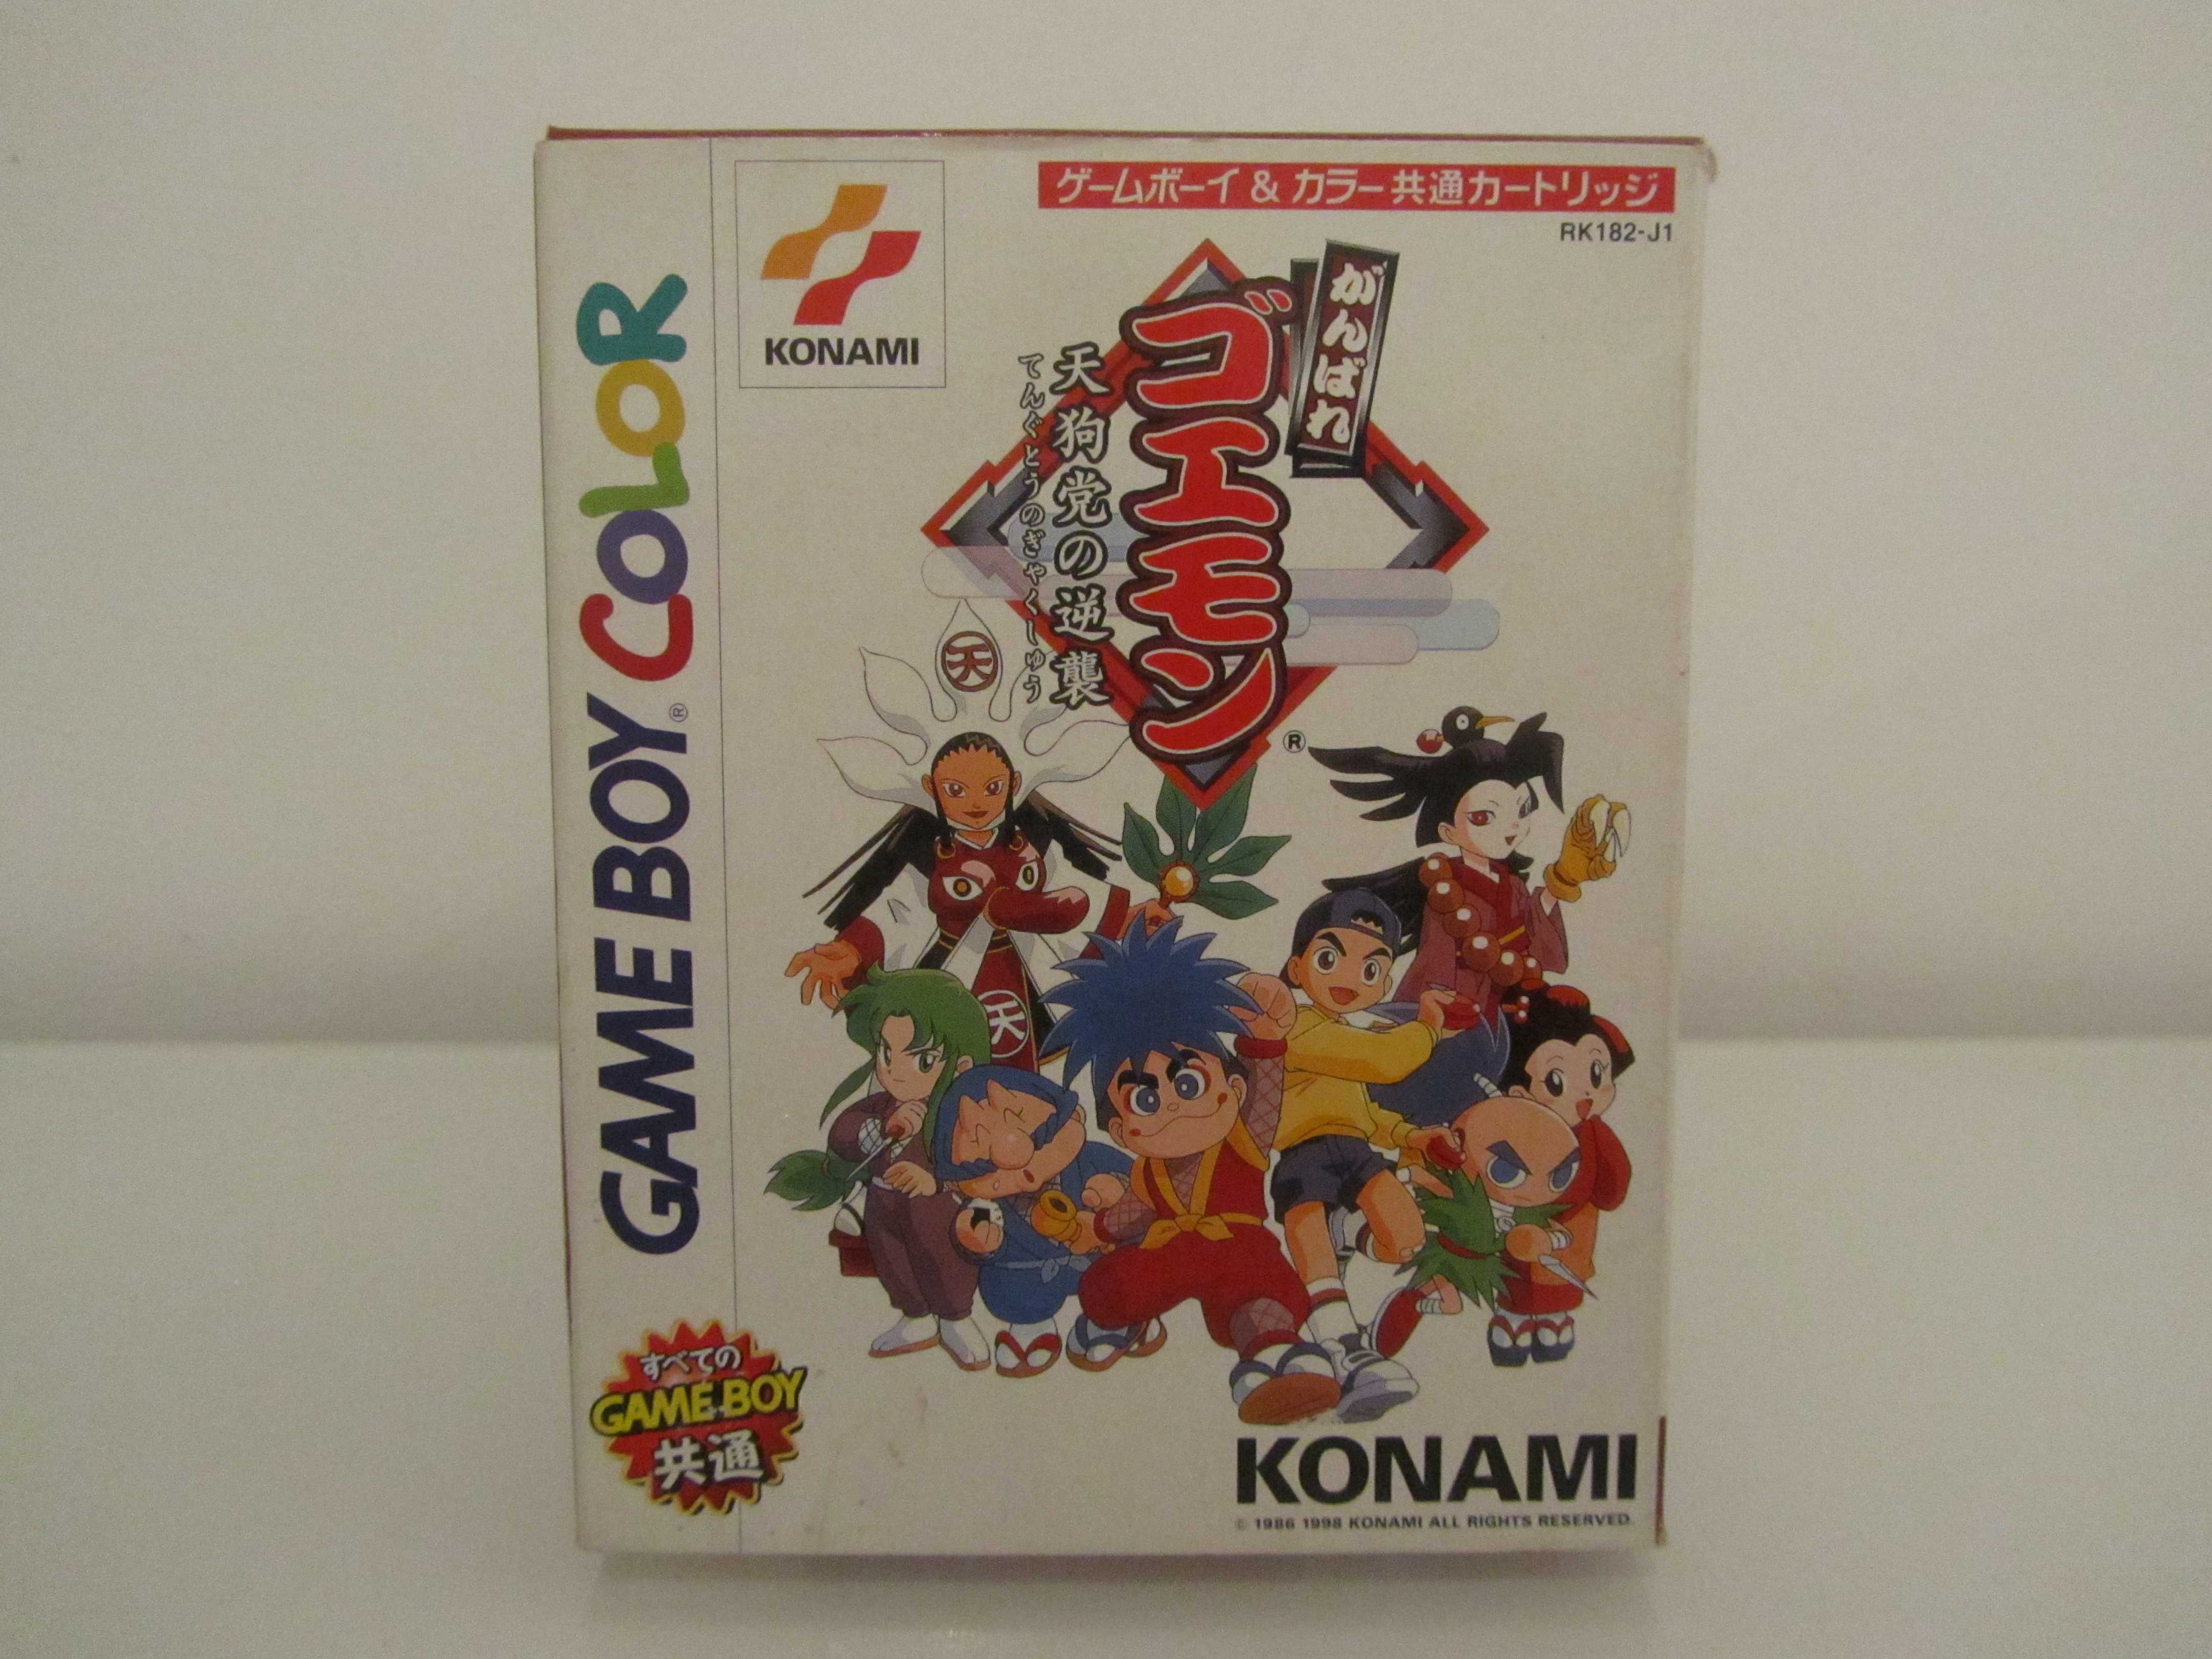 KONAMI
ゲームボーイ & カラー共通カートリッジ
RK182-J1
がんばれ
ゴエモン
®
天狗党の逆襲
てんぐとうのぎゃくしゅう
天
天
GAME BOY® COLOR
すべての
GAME BOY
共通
KONAMI
© 1986 1998 KONAMI ALL RIGHTS RESERVED.